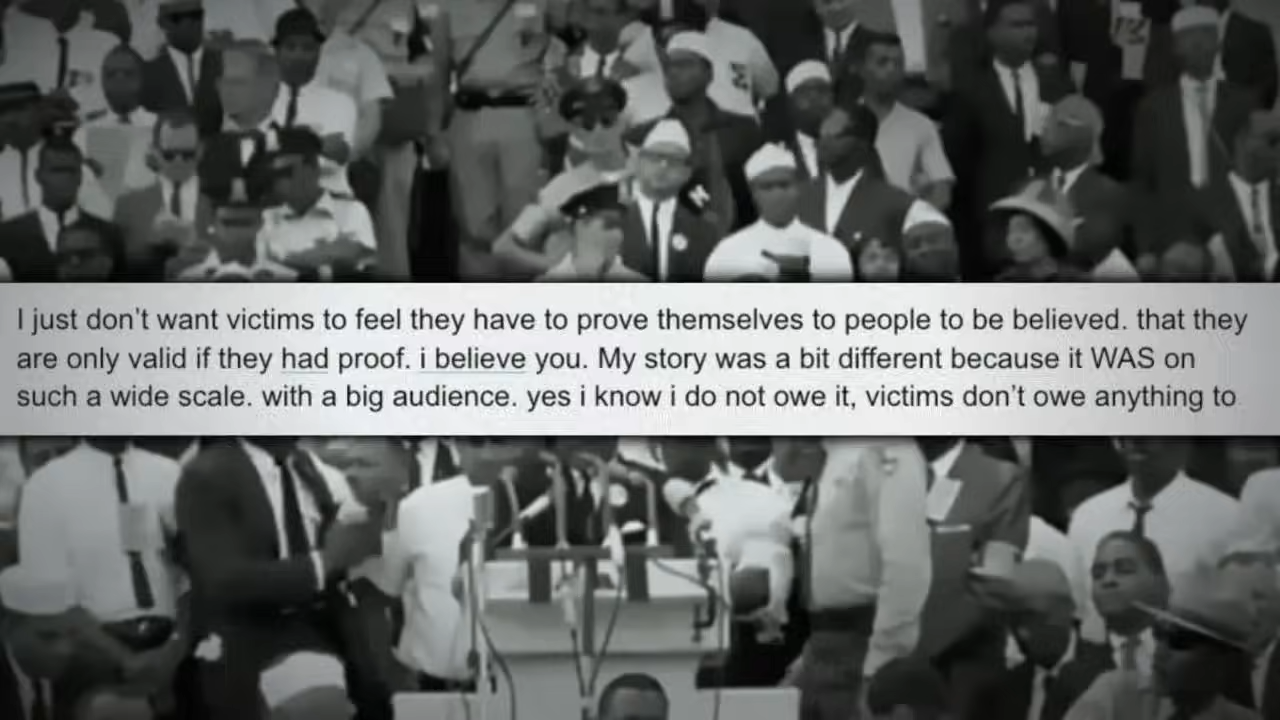 I just don't want victims to feel they have to prove themselves to people to be believed. that they
are only valid if they had proof. i believe you. My story was a bit different because it WAS on
such a wide scale. with a big audience. yes i know i do not owe it, victims don't owe anything to